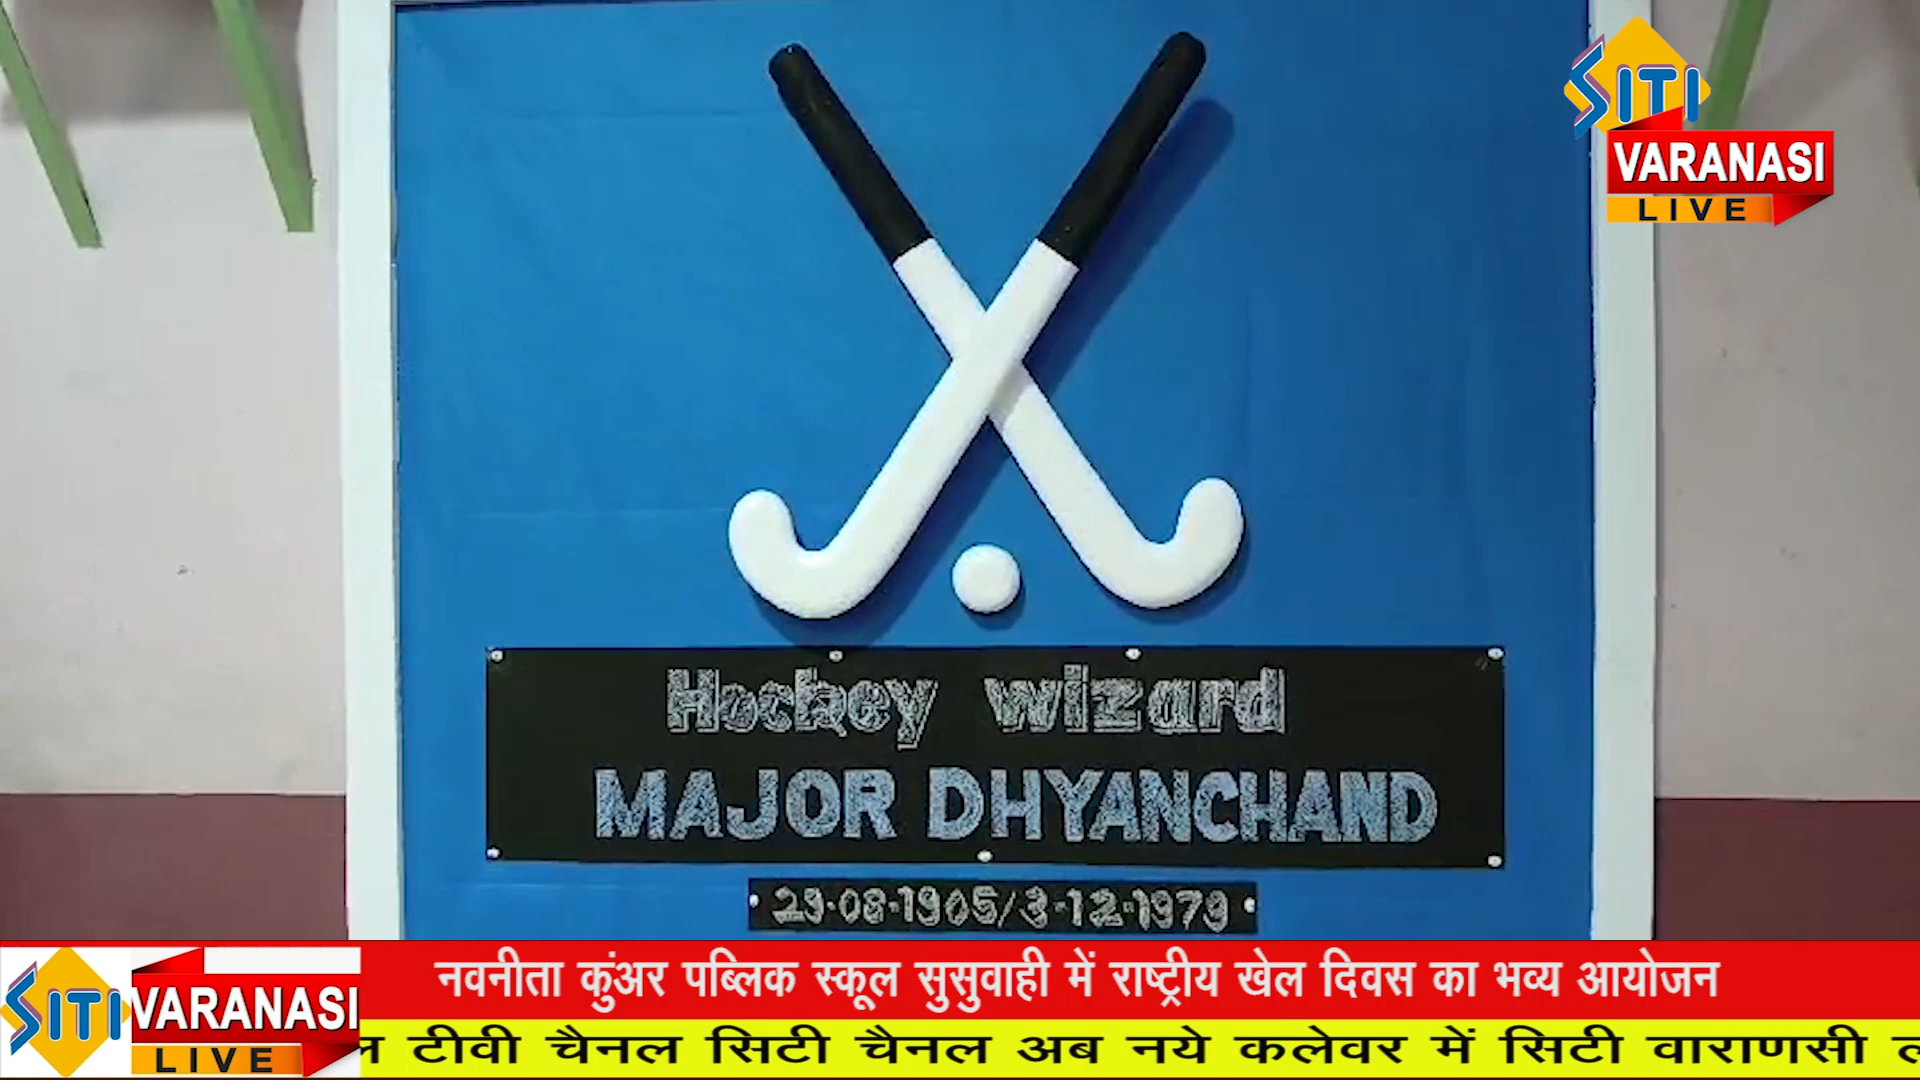 SITI
VARANASI
LIVE
Hockey wizard
MAJOR DHYANCHAND
29-08-1905/3-12-1979
नवनीता कुंअर पब्लिक स्कूल सुसुवाही में राष्ट्रीय खेल दिवस का भव्य आयोजन
SITI
VARANASI
LIVE
टीवी चैनल सिटी चैनल अब नये कलेवर में सिटी वाराणसी